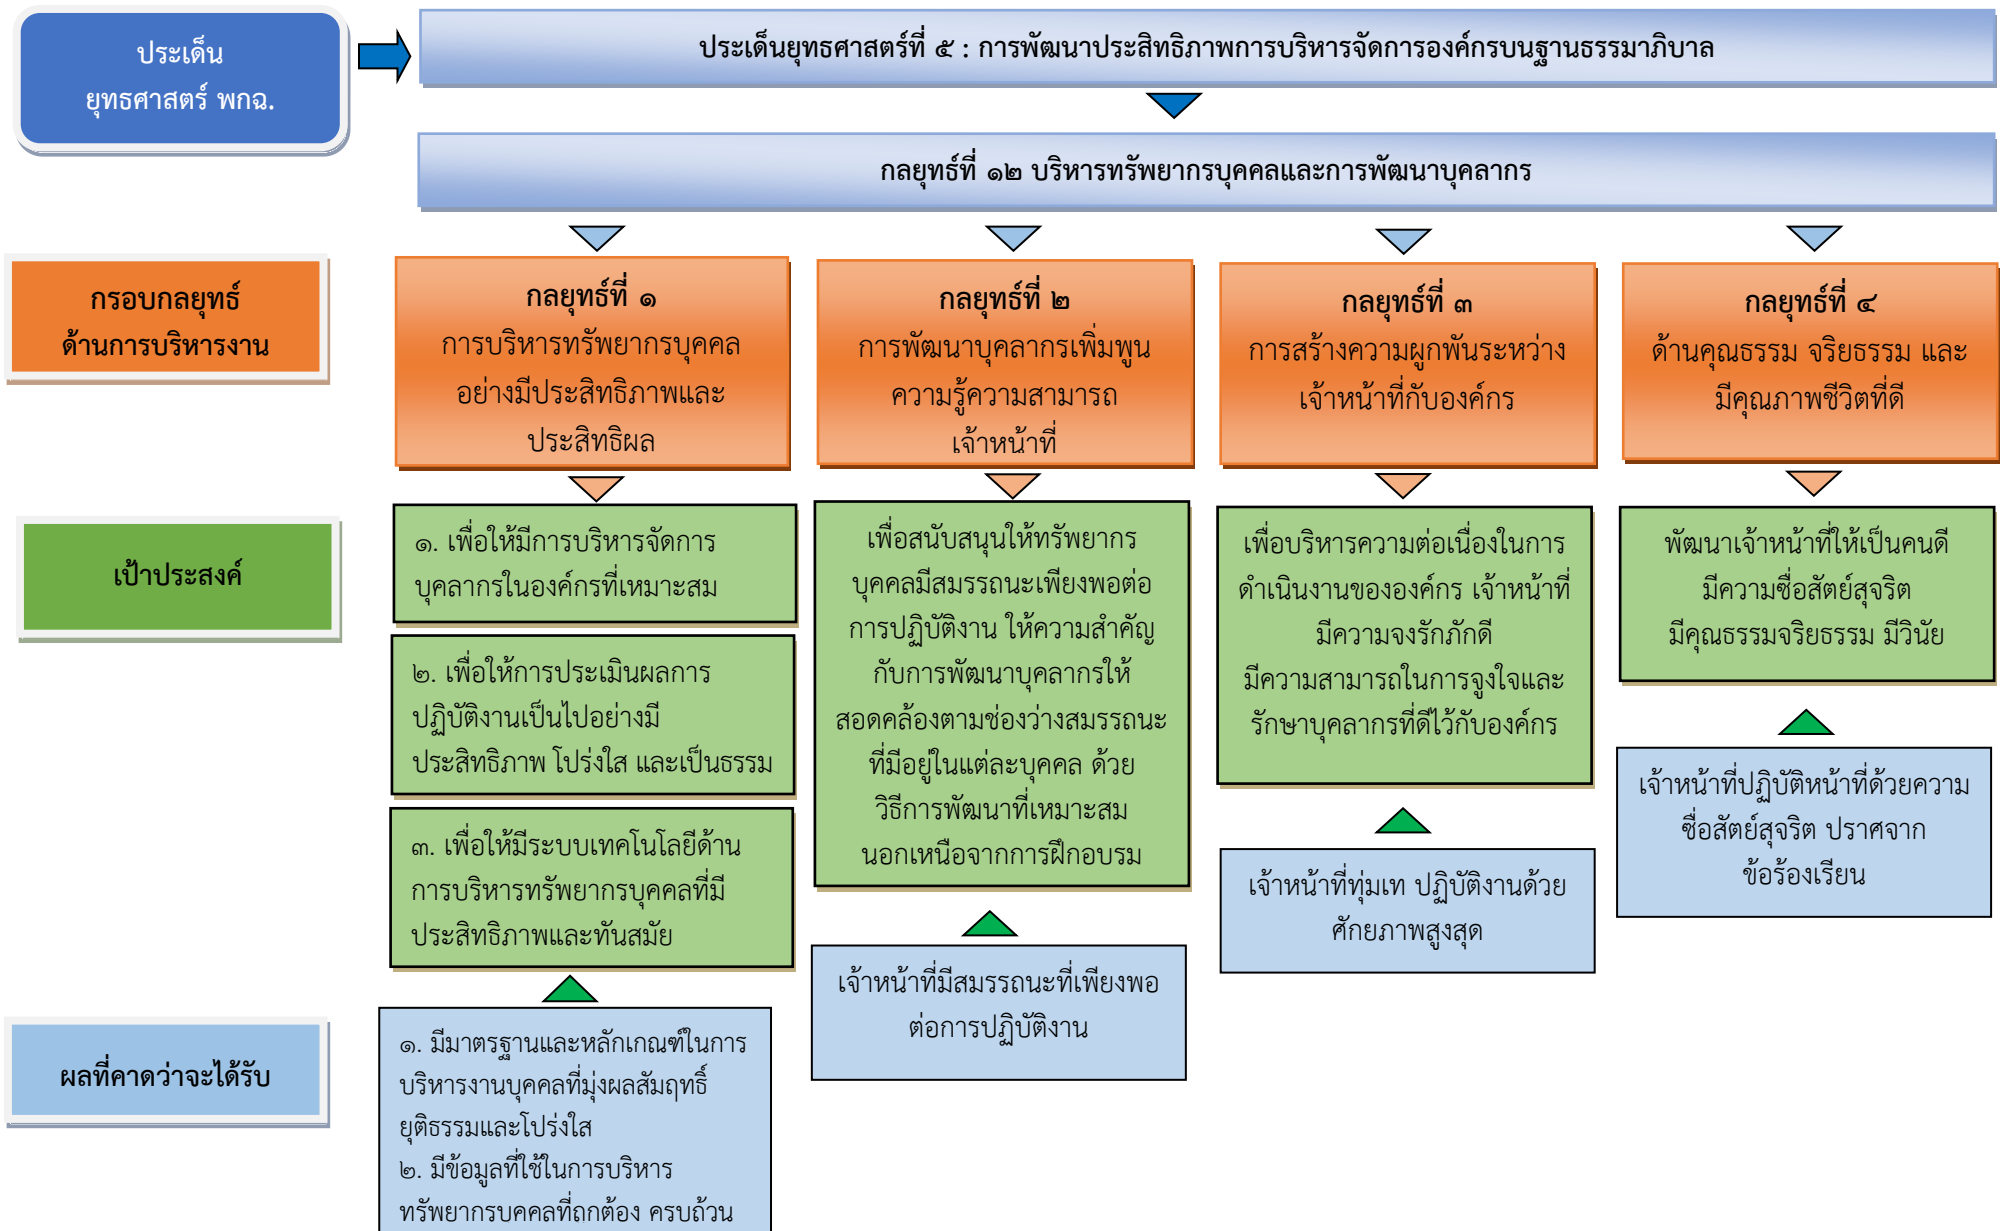 ประเด็น
ยุทธศาสตร์ พกฉ.
ประเด็นยุทธศาสตร์ที่ ๕ : การพัฒนาประสิทธิภาพการบริหารจัดการองค์กรบนฐานธรรมาภิบาล
กลยุทธ์ที่ ๑๒ บริหารทรัพยากรบุคคลและการพัฒนาบุคลากร
กรอบกลยุทธ์
ด้านการบริหารงาน
กลยุทธ์ที่ ๑
การบริหารทรัพยากรบุคคล
อย่างมีประสิทธิภาพและ
ประสิทธิผล
กลยุทธ์ที่ ๒
การพัฒนาบุคลากรเพิ่มพูน
ความรู้ความสามารถ
เจ้าหน้าที่
กลยุทธ์ที่ ๓
การสร้างความผูกพันระหว่าง
เจ้าหน้าที่กับองค์กร
กลยุทธ์ที่ ๔
ด้านคุณธรรม จริยธรรม และ
มีคุณภาพชีวิตที่ดี
เป้าประสงค์
๑. เพื่อให้มีการบริหารจัดการ
บุคลากรในองค์กรที่เหมาะสม
๒. เพื่อให้การประเมินผลการ
ปฏิบัติงานเป็นไปอย่างมี
ประสิทธิภาพ โปร่งใส และเป็นธรรม
๓. เพื่อให้มีระบบเทคโนโลยีด้าน
การบริหารทรัพยากรบุคคลที่มี
ประสิทธิภาพและทันสมัย
เพื่อสนับสนุนให้ทรัพยากร
บุคคลมีสมรรถนะเพียงพอต่อ
การปฏิบัติงาน ให้ความสำคัญ
กับการพัฒนาบุคลากรให้
สอดคล้องตามช่องว่างสมรรถนะ
ที่มีอยู่ในแต่ละบุคคล ด้วย
วิธีการพัฒนาที่เหมาะสม
นอกเหนือจากการฝึกอบรม
เพื่อบริหารความต่อเนื่องในการ
ดำเนินงานขององค์กร เจ้าหน้าที่
มีความจงรักภักดี
มีความสามารถในการจูงใจและ
รักษาบุคลากรที่ดีไว้กับองค์กร
พัฒนาเจ้าหน้าที่ให้เป็นคนดี
มีความซื่อสัตย์สุจริต
มีคุณธรรมจริยธรรม มีวินัย
ผลที่คาดว่าจะได้รับ
๑. มีมาตรฐานและหลักเกณฑ์ในการ
บริหารงานบุคคลที่มุ่งผลสัมฤทธิ์
ยุติธรรมและโปร่งใส
๒. มีข้อมูลที่ใช้ในการบริหาร
ทรัพยากรบุคคลที่ถูกต้อง ครบถ้วน
เจ้าหน้าที่มีสมรรถนะที่เพียงพอ
ต่อการปฏิบัติงาน
เจ้าหน้าที่ทุ่มเท ปฏิบัติงานด้วย
ศักยภาพสูงสุด
เจ้าหน้าที่ปฏิบัติหน้าที่ด้วยความ
ซื่อสัตย์สุจริต ปราศจาก
ข้อร้องเรียน